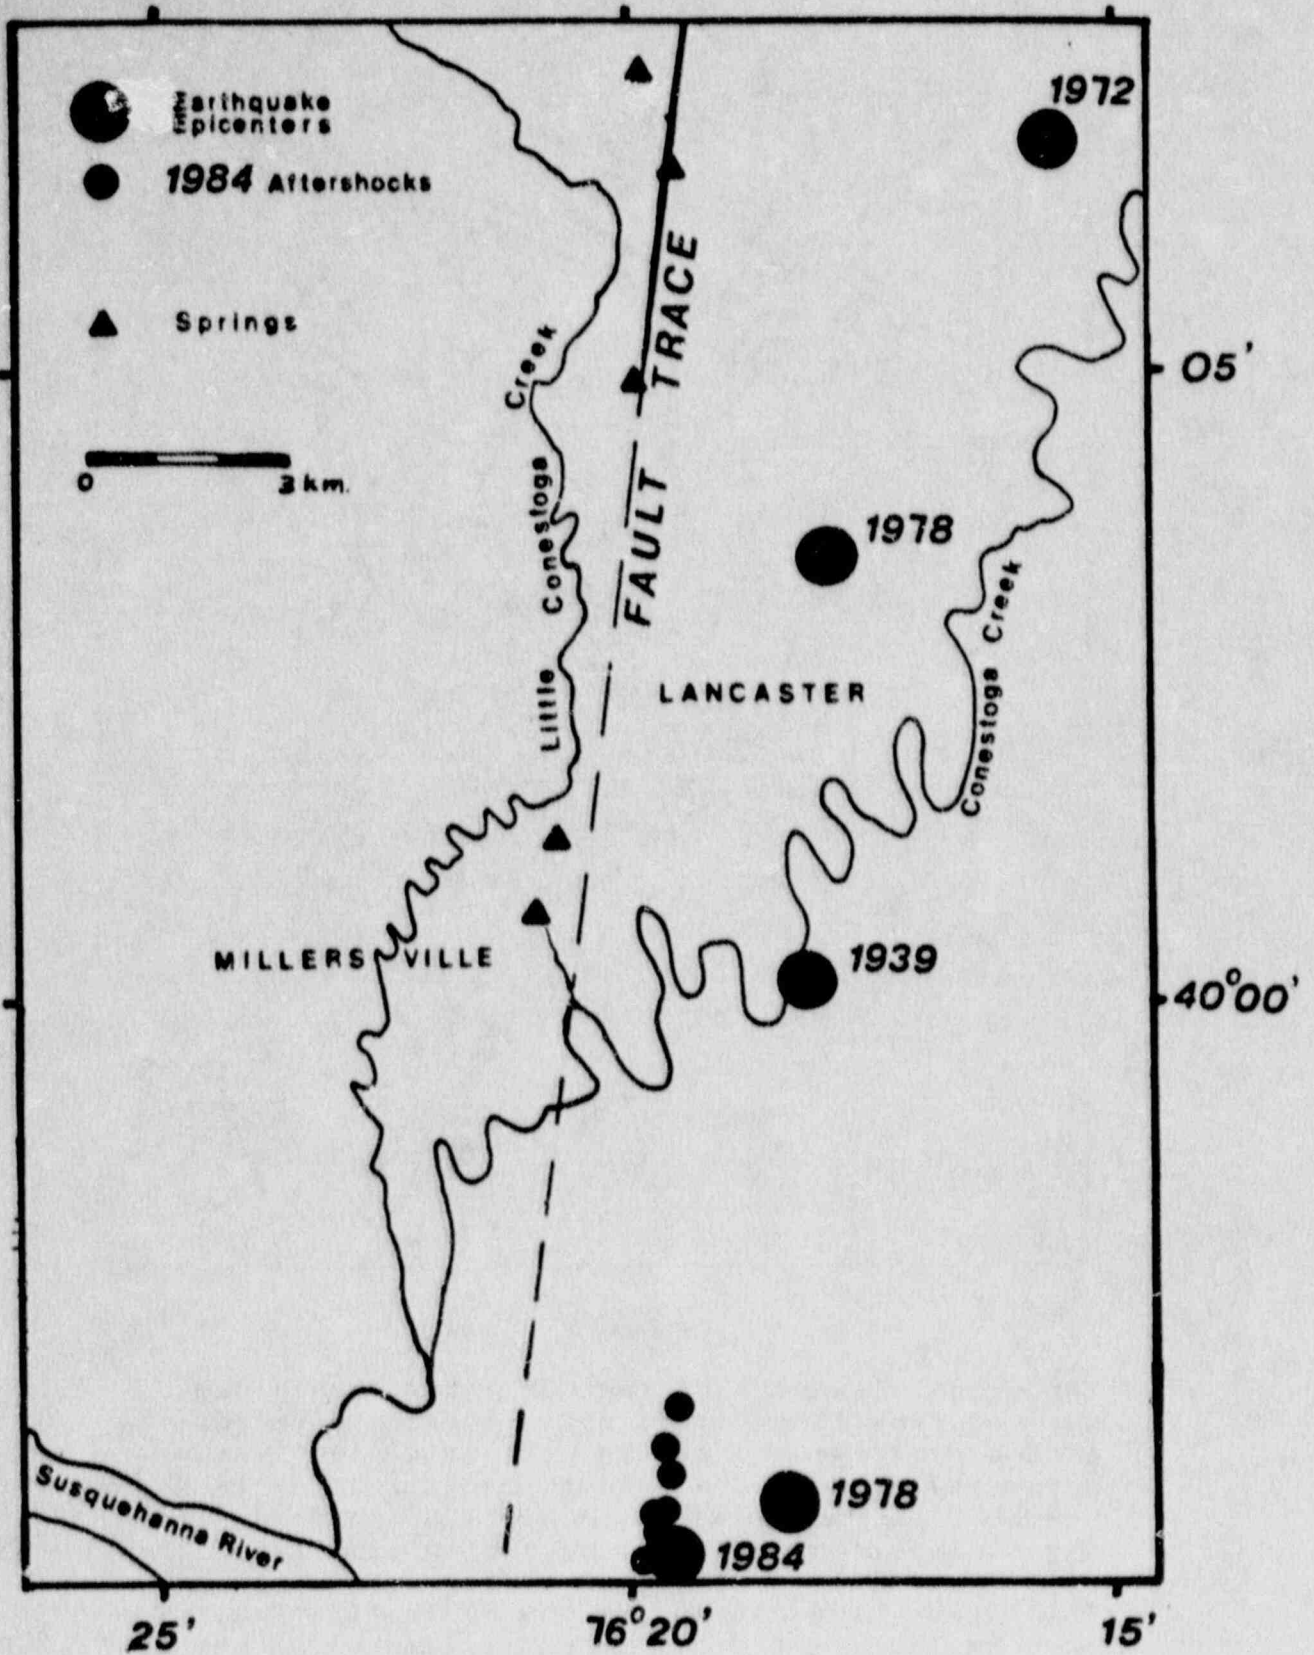 1972
Earthquake
Epicenters
1984 Aftershocks
Springs
0 3 km.
FAULT TRACE
05'
Little Conestoga Creek
1978
LANCASTER
Conestoga Creek
MILLERSVILLE
1939
40°00'
Susquehanna River
1978
1984
25' 76°20' 15'